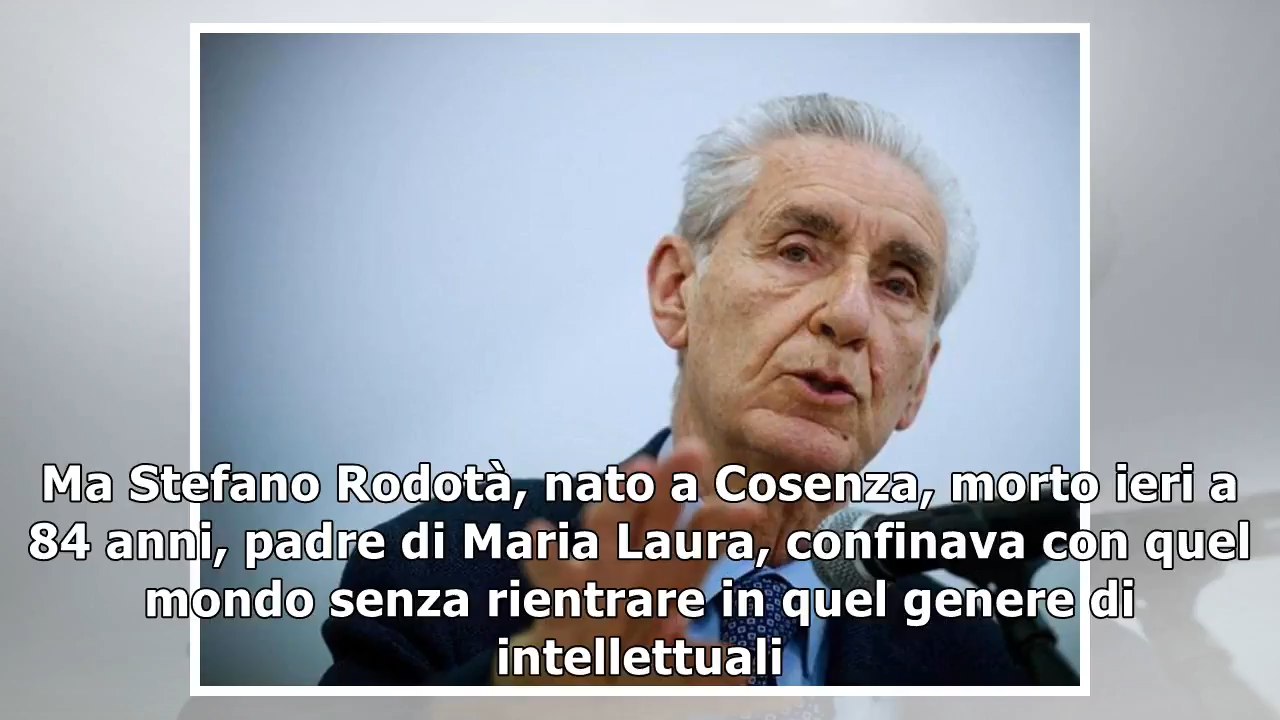 Ma Stefano Rodotà, nato a Cosenza, morto ieri a
84 anni, padre di Maria Laura, confinava con quel
mondo senza rientrare in quel genere di
intellettuali